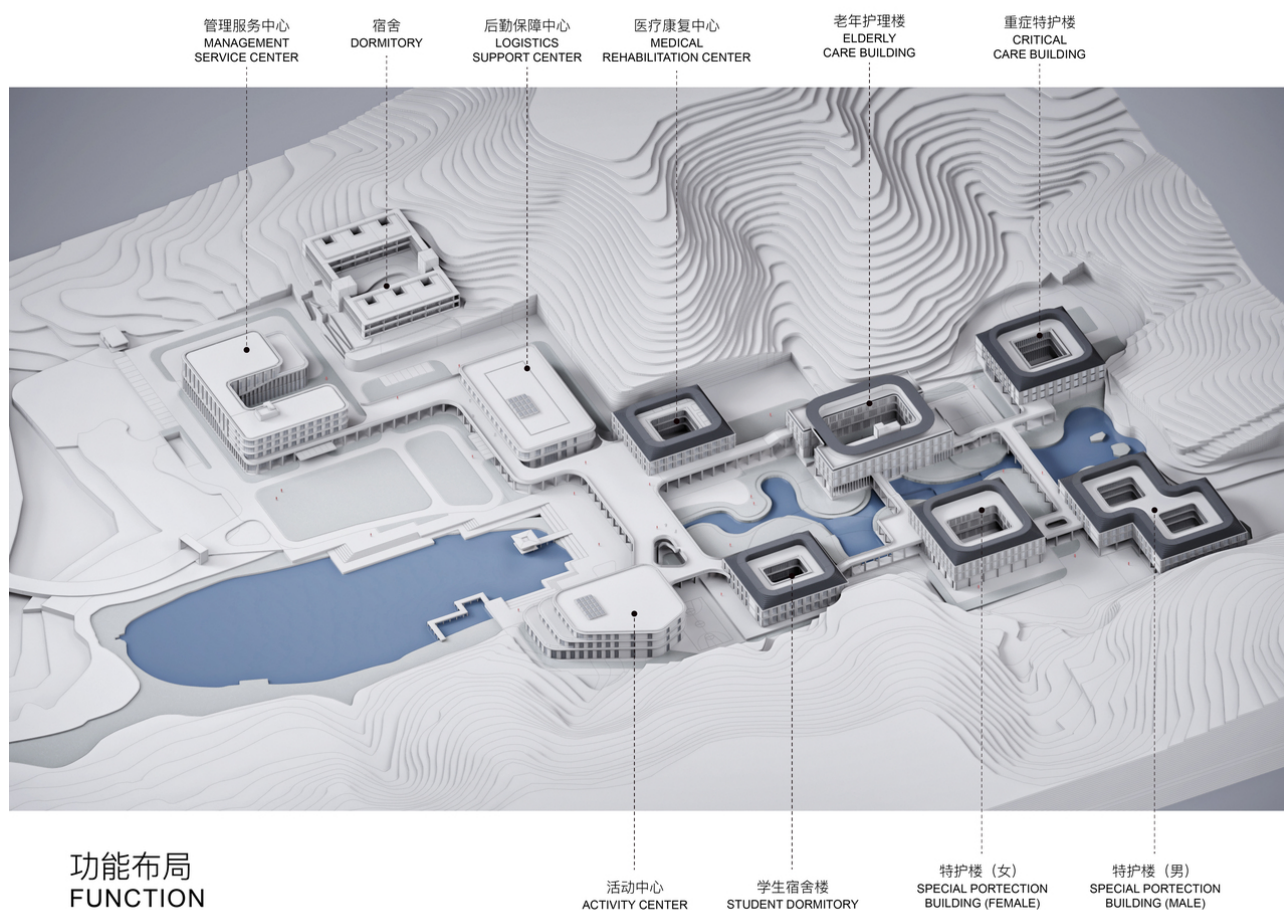 管理服务中心
MANAGEMENT
SERVICE CENTER
宿舍
DORMITORY
后勤保障中心
LOGISTICS
SUPPORT CENTER
医疗康复中心
MEDICAL
REHABILITATION CENTER
老年护理楼
ELDERLY
CARE BUILDING
重症特护楼
CRITICAL
CARE BUILDING
功能布局
FUNCTION
活动中心
ACTIVITY CENTER
学生宿舍楼
STUDENT DORMITORY
特护楼（女）
SPECIAL PORTECTION
BUILDING (FEMALE)
特护楼（男）
SPECIAL PORTECTION
BUILDING (MALE)